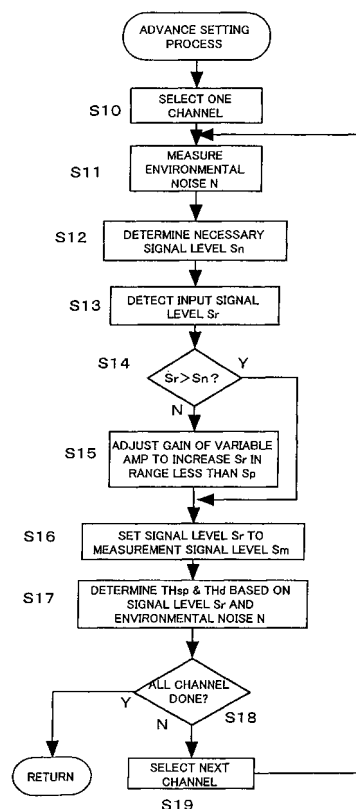 ADVANCE SETTING
PROCESS
S10
SELECT ONE
CHANNEL
S11
MEASURE
ENVIRONMENTAL
NOISE N
S12
DETERMINE NECESSARY
SIGNAL LEVEL Sn
S13
DETECT INPUT SIGNAL
LEVEL Sr
S14
Sr>Sn?
Y
N
S15
ADJUST GAIN OF VARIABLE
AMP TO INCREASE Sr IN
RANGE LESS THAN Sp
S16
SET SIGNAL LEVEL Sr TO
MEASUREMENT SIGNAL LEVEL Sm
S17
DETERMINE THsp & THd BASED ON
SIGNAL LEVEL Sr AND
ENVIRONMENTAL NOISE N
ALL CHANNEL
DONE?
Y
N
S18
RETURN
SELECT NEXT
CHANNEL
S19